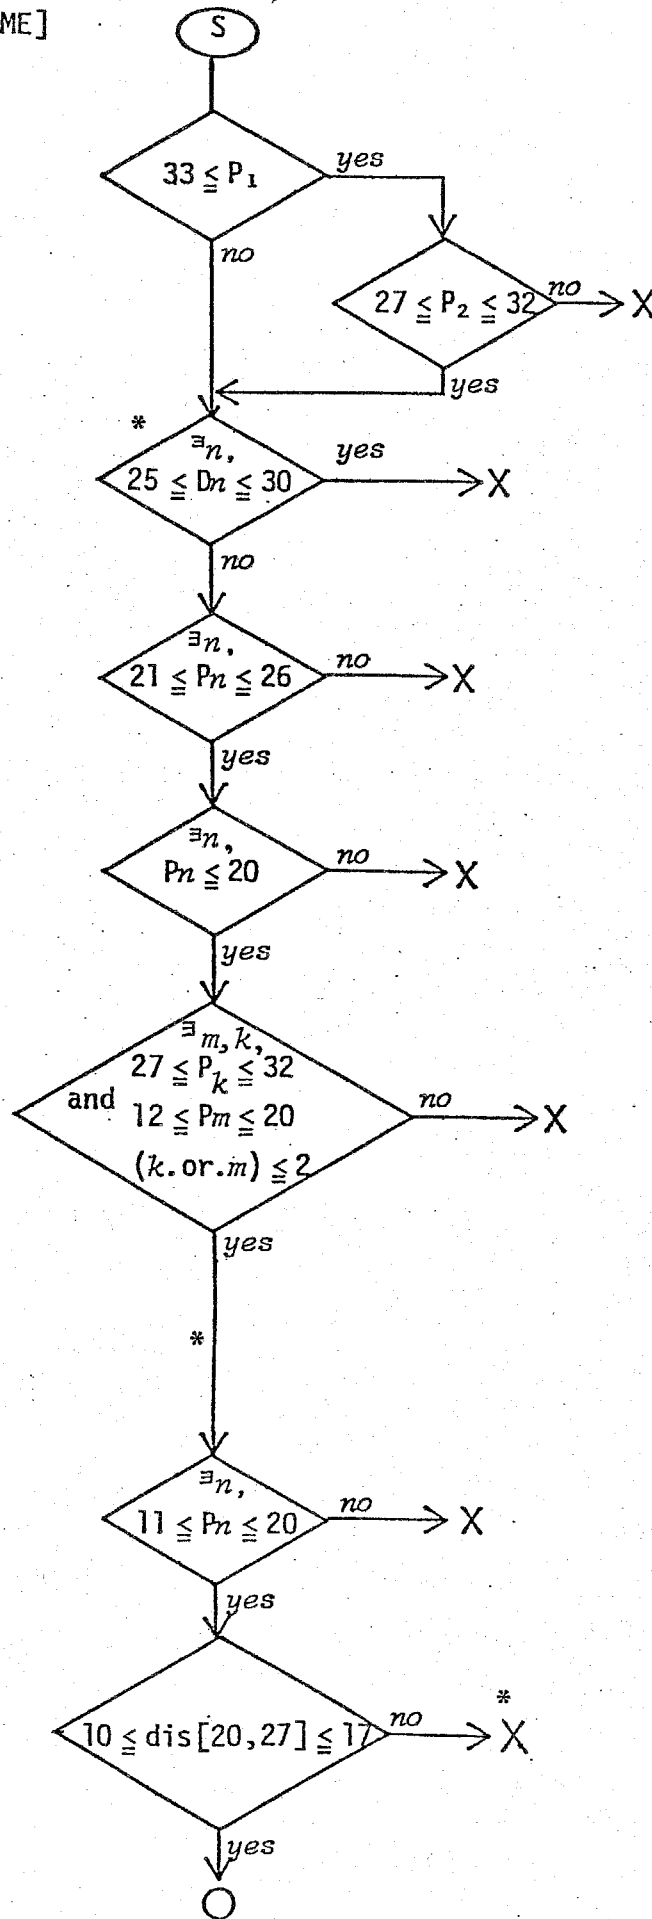 ME]
S
33 ≦ P₁
yes
no
27 ≦ P₂ ≦ 32
no
X
yes
*
∃n,
25 ≦ Dn ≦ 30
yes
X
no
∃n,
21 ≦ Pn ≦ 26
no
X
yes
∃n,
Pn ≦ 20
no
X
yes
∃m,k,
27 ≦ Pk ≦ 32
and 12 ≦ Pm ≦ 20
(k.or.m) ≦ 2
no
X
yes
*
∃n,
11 ≦ Pn ≦ 20
no
X
yes
10 ≦ dis[20,27] ≦ 17
no
*
X
yes